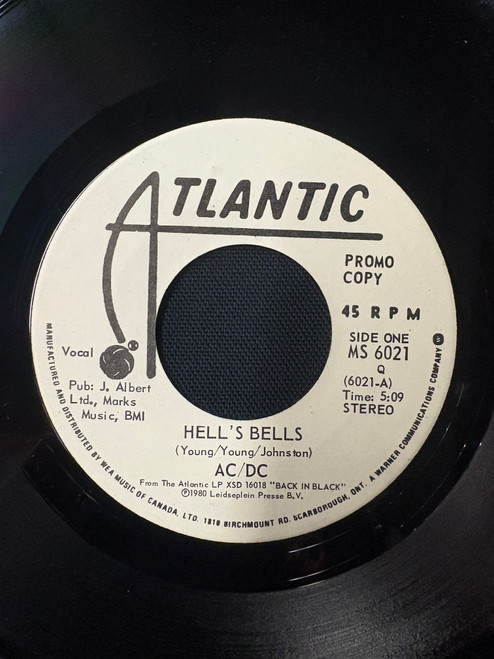 ATLANTIC
PROMO
COPY
45 RPM
SIDE ONE
MS 6021
Q
(6021-A)
Time: 5:09
STEREO
Vocal
Pub: J. Albert
Ltd., Marks
Music, BMI
HELL'S BELLS
(Young/Young/Johnston)
AC/DC
From The Atlantic LP XSD 16018 "BACK IN BLACK"
Ⓟ1980 Leidseplein Presse B.V.
MANUFACTURED AND DISTRIBUTED BY WEA MUSIC OF CANADA, LTD. 1810 BIRCHMOUNT RD. SCARBOROUGH, ONT. A WARNER COMMUNICATIONS COMPANY